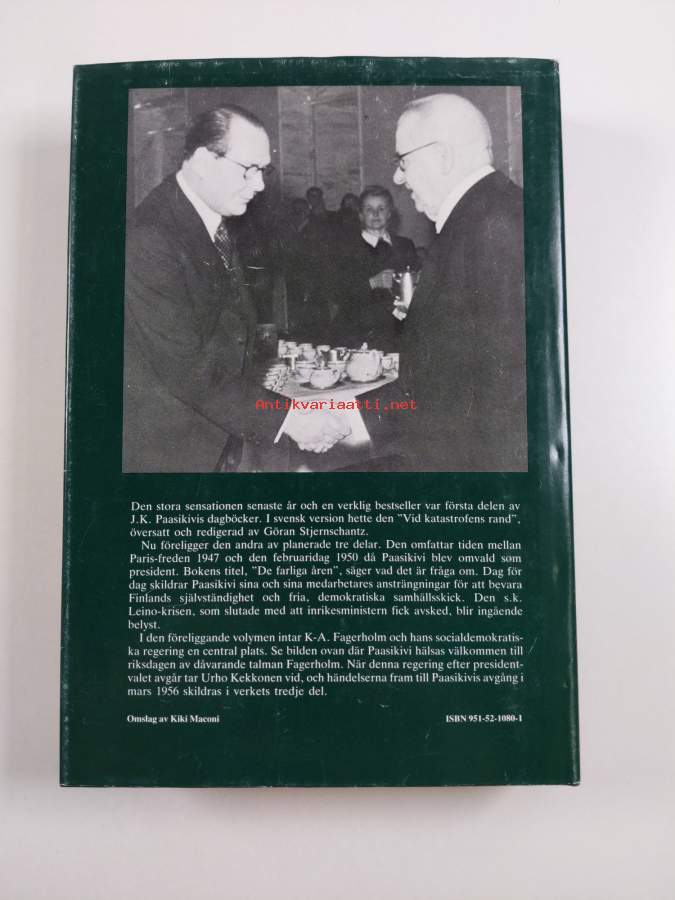 Antikvariaatti.net
Den stora sensationen senaste år och en verklig bestseller var första delen av
J.K. Paasikivis dagböcker. I svensk version hette den "Vid katastrofens rand",
översatt och redigerad av Göran Stjernschantz.
Nu föreligger den andra av planerade tre delar. Den omfattar tiden mellan
Paris-freden 1947 och den februaridag 1950 då Paasikivi blev omvald som
president. Bokens titel, "De farliga åren", säger vad det är fråga om. Dag för
dag skildrar Paasikivi sina och sina medarbetares ansträngningar för att bevara
Finlands självständighet och fria, demokratiska samhällsskick. Den s.k.
Leino-krisen, som slutade med att inrikesministern fick avsked, blir ingående
belyst.
I den föreliggande volymen intar K-A. Fagerholm och hans socialdemokratis-
ka regering en central plats. Se bilden ovan där Paasikivi hälsas välkommen till
riksdagen av dåvarande talman Fagerholm. När denna regering efter president-
valet avgår tar Urho Kekkonen vid, och händelserna fram till Paasikivis avgång i
mars 1956 skildras i verkets tredje del.
Omslag av Kiki Maconi
ISBN 951-52-1080-1